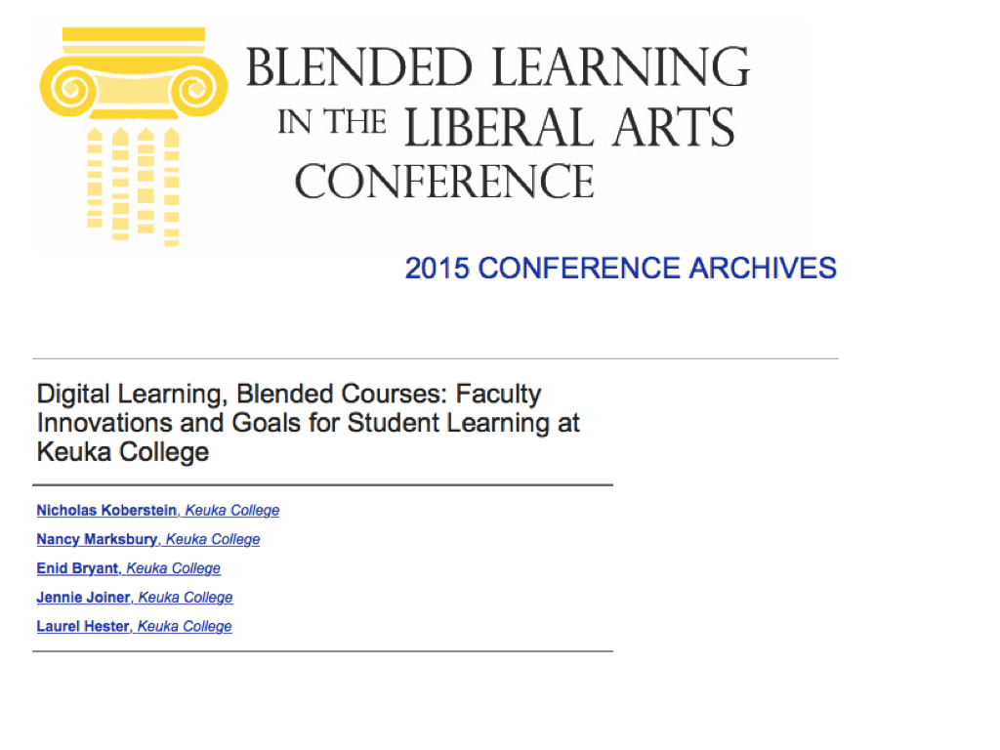 BLENDED LEARNING
IN THE LIBERAL ARTS
CONFERENCE
2015 CONFERENCE ARCHIVES
Digital Learning, Blended Courses: Faculty
Innovations and Goals for Student Learning at
Keuka College
Nicholas Koberstein, Keuka College
Nancy Marksbury, Keuka College
Enid Bryant, Keuka College
Jennie Joiner, Keuka College
Laurel Hester, Keuka College